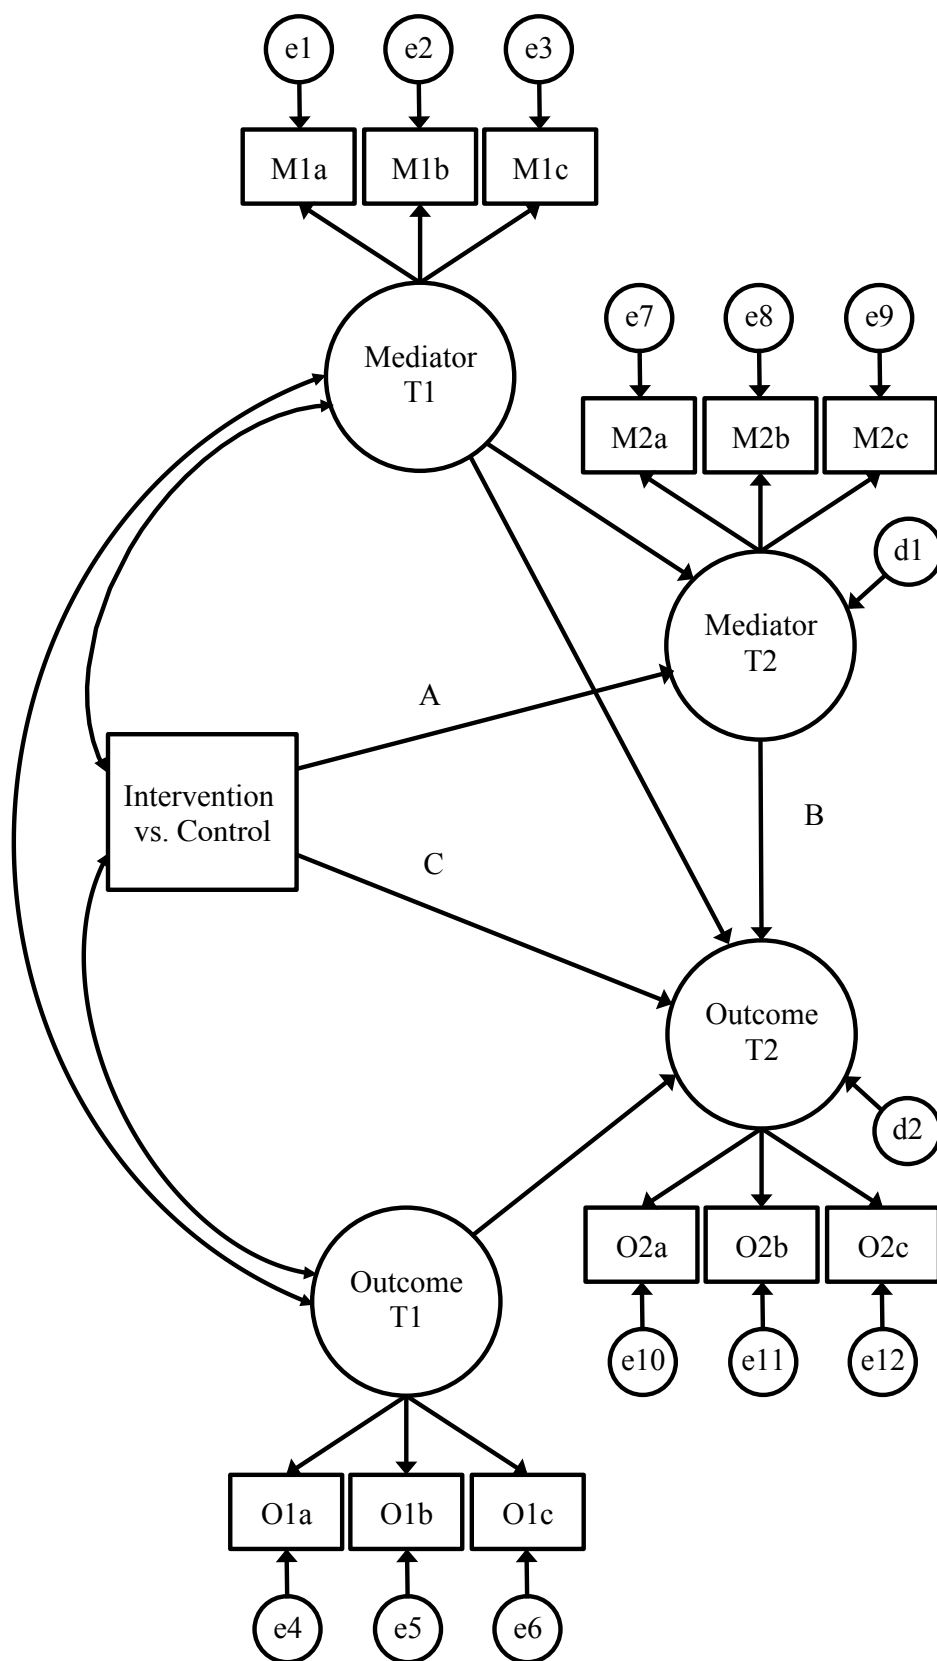 e1
e2
e3
M1a
M1b
M1c
Mediator
T1
e7
e8
e9
M2a
M2b
M2c
d1
Mediator
T2
A
Intervention
vs. Control
B
C
Outcome
T2
d2
O2a
O2b
O2c
Outcome
T1
e10
e11
e12
O1a
O1b
O1c
e4
e5
e6